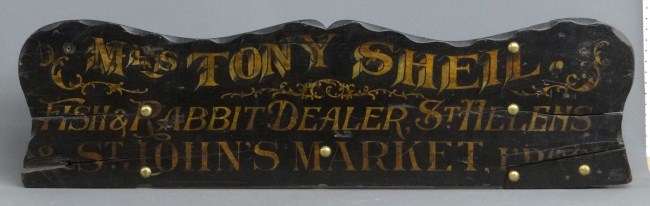 MRS TONY SHEIL.
FISH & RABBIT DEALER, ST HELENS
& ST. JOHN'S MARKET,